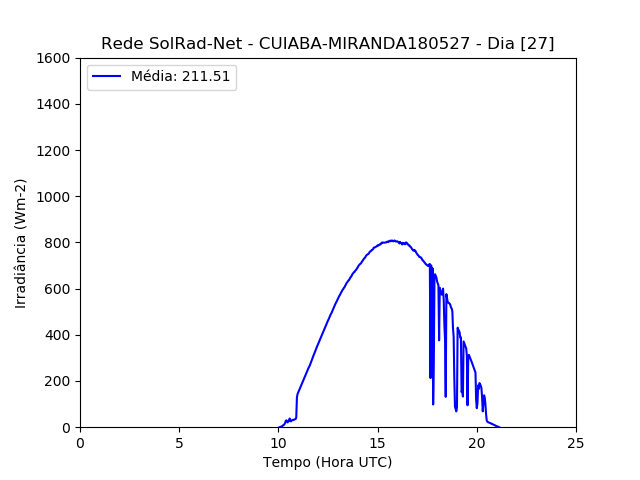 Rede SolRad-Net - CUIABA-MIRANDA180527 - Dia [27]
Média: 211.51
1600
1400
1200
1000
800
600
400
200
0
Irradiância (Wm-2)
0 5 10 15 20 25
Tempo (Hora UTC)